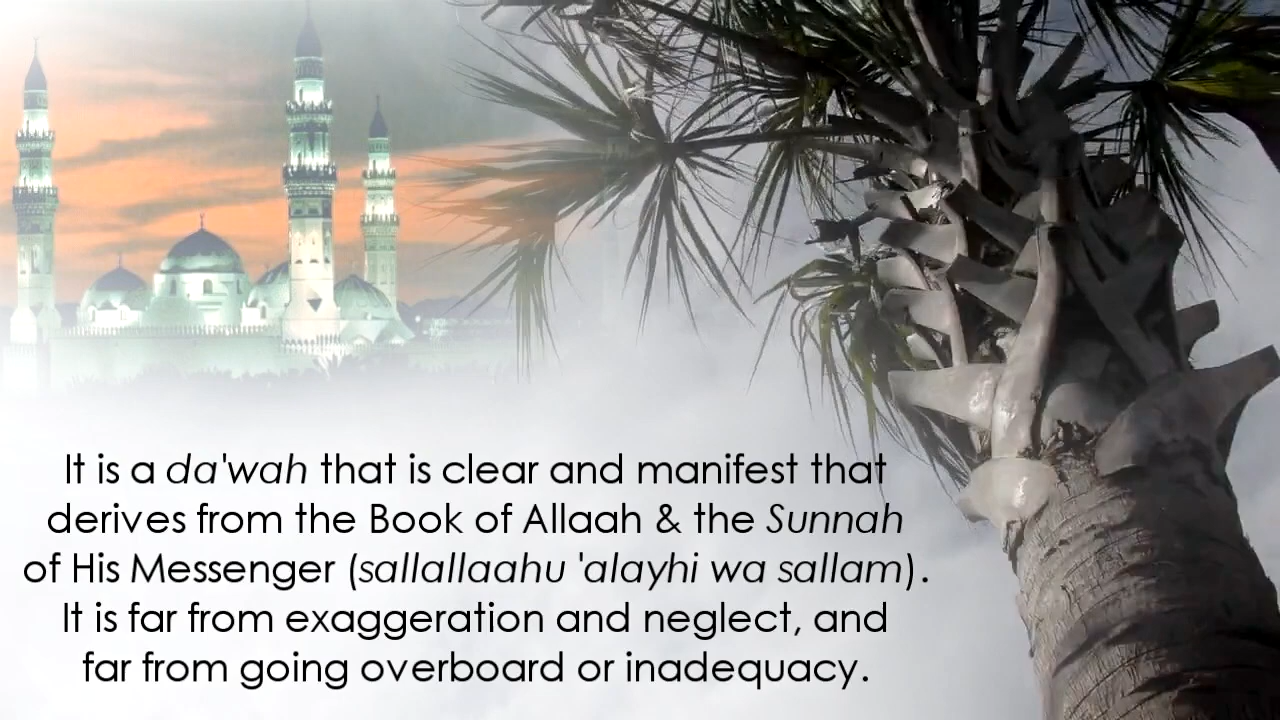 It is a da'wah that is clear and manifest that
derives from the Book of Allaah & the Sunnah
of His Messenger (sallallaahu 'alayhi wa sallam).
It is far from exaggeration and neglect, and
far from going overboard or inadequacy.